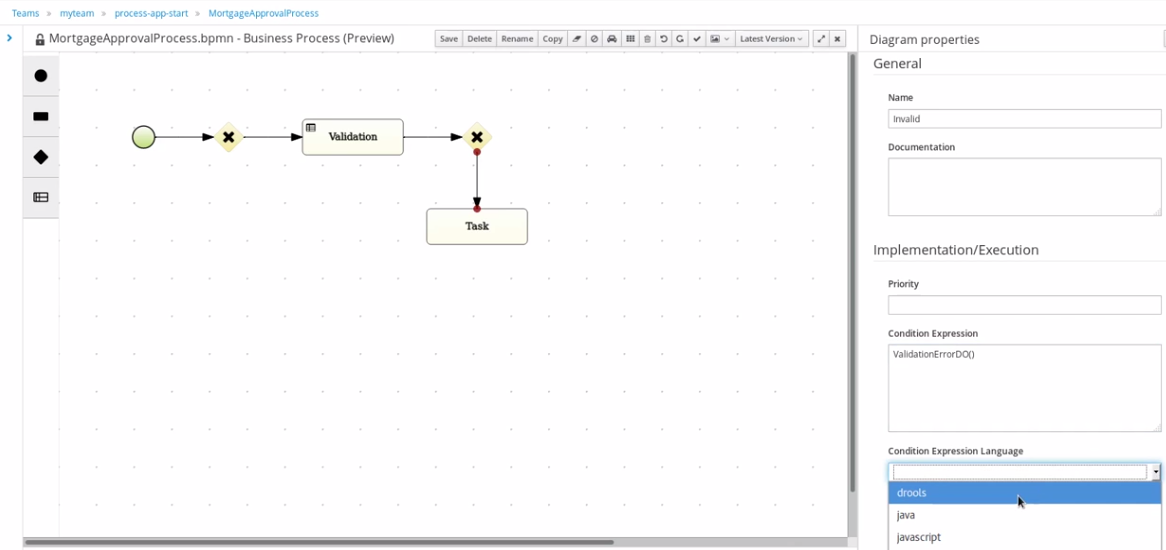 Teams » myteam » process-app-start » MortgageApprovalProcess
MortgageApprovalProcess.bpmn - Business Process (Preview)
Save Delete Rename Copy Latest Version
Diagram properties
General
Name
Invalid
Documentation
Validation
Task
Implementation/Execution
Priority
Condition Expression
ValidationErrorDO()
Condition Expression Language
drools
java
javascript